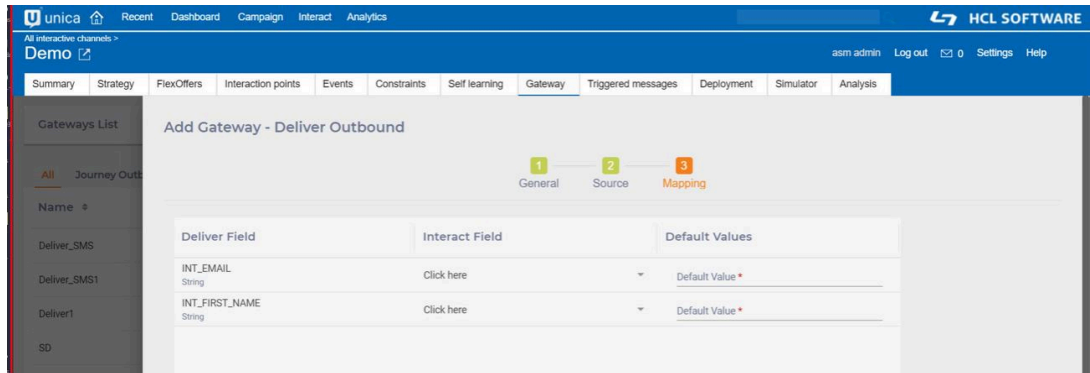 unica Recent Dashboard Campaign Interact Analytics HCL SOFTWARE
All interactive channels >
Demo asm admin Log out 0 Settings Help
Summary Strategy FlexOffers Interaction points Events Constraints Self learning Gateway Triggered messages Deployment Simulator Analysis
Gateways List
Add Gateway - Deliver Outbound
1 2 3
General Source Mapping
All Journey Outb
Name
Deliver Field Interact Field Default Values
Deliver_SMS
INT_EMAIL Click here Default Value *
String
Deliver_SMS1
INT_FIRST_NAME Click here Default Value *
String
Deliver1
SD